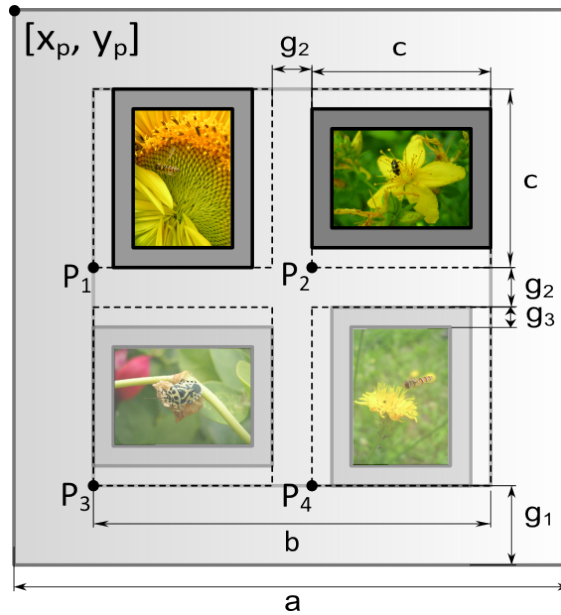 [xₚ, yₚ]
g₂
c
c
P₁
P₂
g₂
g₃
P₃
P₄
g₁
b
a